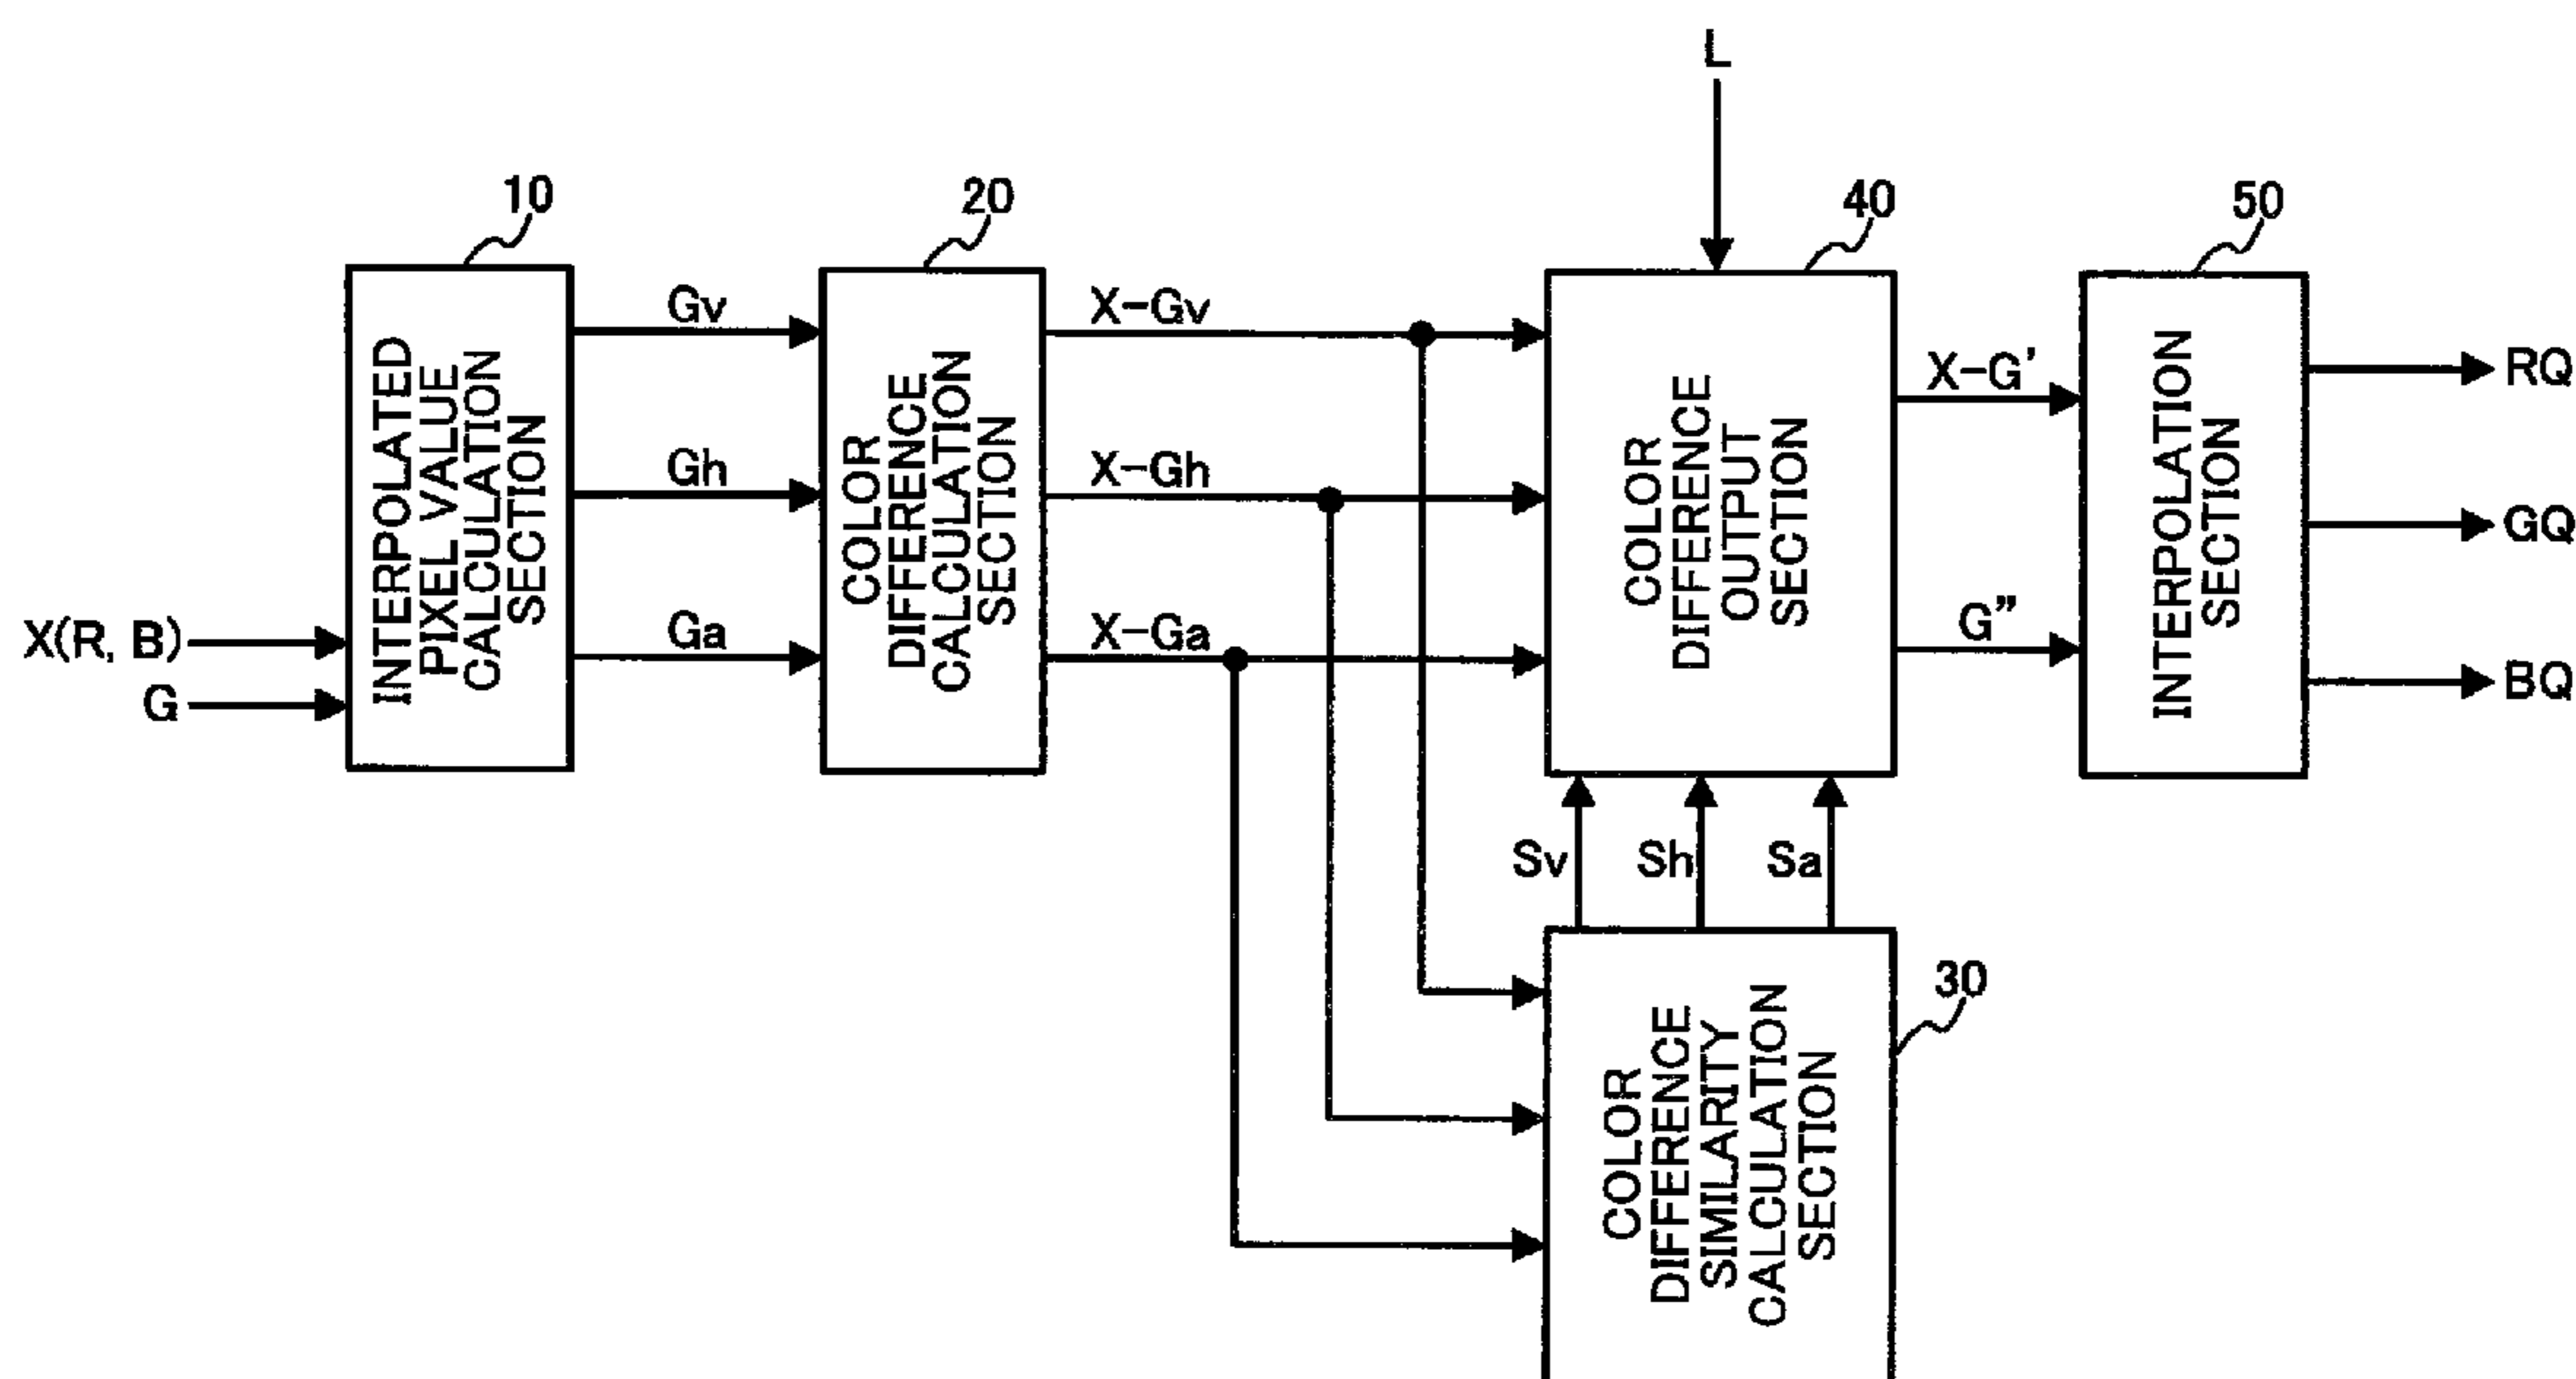 L
10
20
40
50
INTERPOLATED
PIXEL VALUE
CALCULATION
SECTION
Gv
Gh
Ga
X(R, B)
G
COLOR
DIFFERENCE
CALCULATION
SECTION
X-Gv
X-Gh
X-Ga
COLOR
DIFFERENCE
OUTPUT
SECTION
X-G'
G"
INTERPOLATION
SECTION
RQ
GQ
BQ
Sv
Sh
Sa
30
COLOR
DIFFERENCE
SIMILARITY
CALCULATION
SECTION